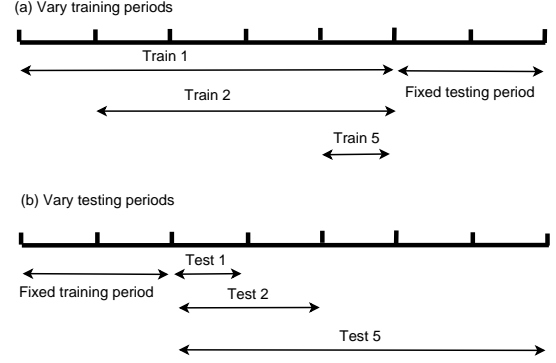 (a) Vary training periods
Train 1
Fixed testing period
Train 2
Train 5
(b) Vary testing periods
Test 1
Fixed training period
Test 2
Test 5